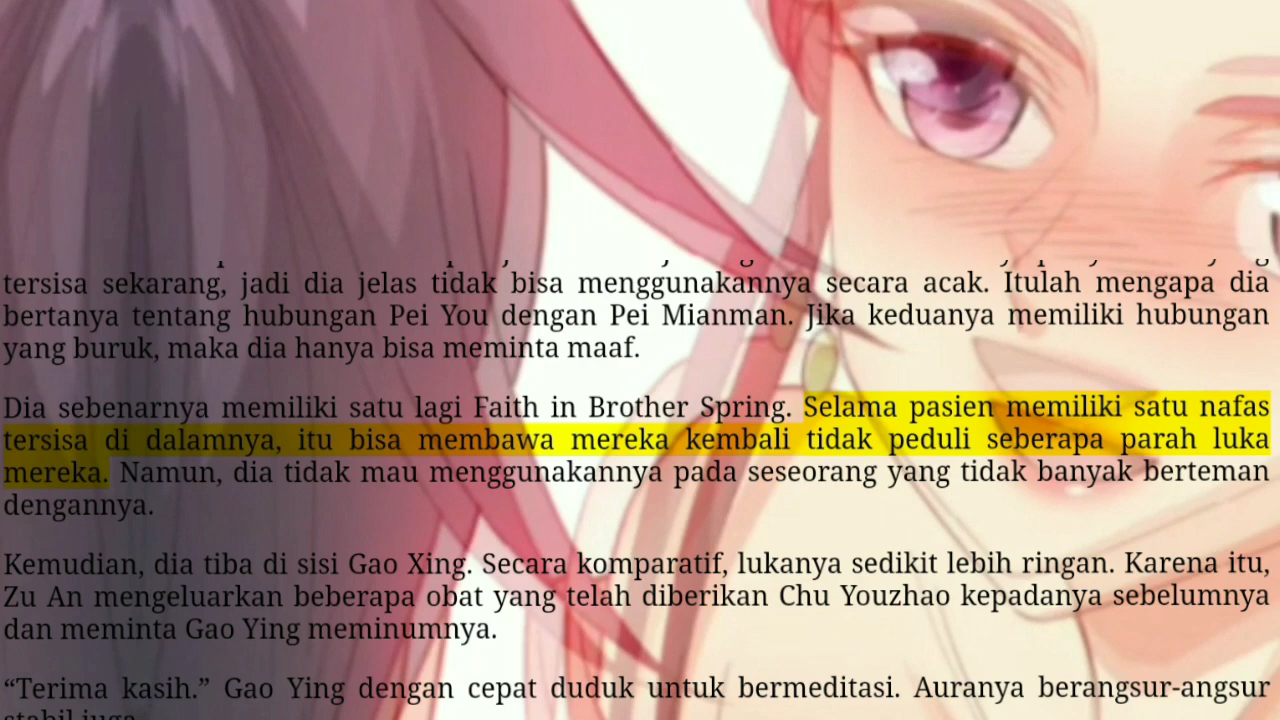 tersisa sekarang, jadi dia jelas tidak bisa menggunakannya secara acak. Itulah mengapa dia
bertanya tentang hubungan Pei You dengan Pei Mianman. Jika keduanya memiliki hubungan
yang buruk, maka dia hanya bisa meminta maaf.
Dia sebenarnya memiliki satu lagi Faith in Brother Spring. Selama pasien memiliki satu nafas
tersisa di dalamnya, itu bisa membawa mereka kembali tidak peduli seberapa parah luka
mereka. Namun, dia tidak mau menggunakannya pada seseorang yang tidak banyak berteman
dengannya.
Kemudian, dia tiba di sisi Gao Xing. Secara komparatif, lukanya sedikit lebih ringan. Karena itu,
Zu An mengeluarkan beberapa obat yang telah diberikan Chu Youzhao kepadanya sebelumnya
dan meminta Gao Ying meminumnya.
“Terima kasih.” Gao Ying dengan cepat duduk untuk bermeditasi. Auranya berangsur-angsur
stabil juga.